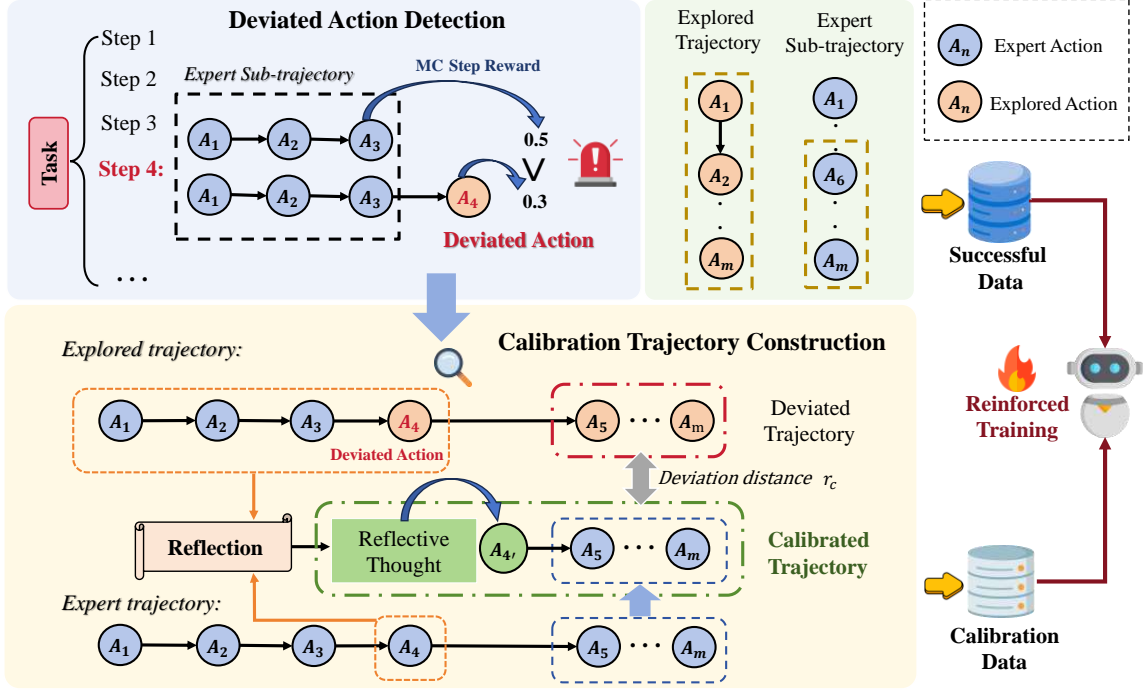 Deviated Action Detection
Task
Step 1
Step 2
Step 3
Step 4:
...
Expert Sub-trajectory
MC Step Reward
A1 A2 A3
0.5
A1 A2 A3 A4
0.3
Deviated Action
Explored
Trajectory
A1
A2
Am
Expert
Sub-trajectory
A1
A6
Am
An Expert Action
An Explored Action
Successful
Data
Reinforced
Training
Calibration
Data
Calibration Trajectory Construction
Explored trajectory:
A1 A2 A3 A4 A5 ··· Am
Deviated Action
Deviated
Trajectory
Deviation distance rc
Reflection
Reflective
Thought
A4′ A5 ··· Am
Calibrated
Trajectory
Expert trajectory:
A1 A2 A3 A4 A5 ··· Am